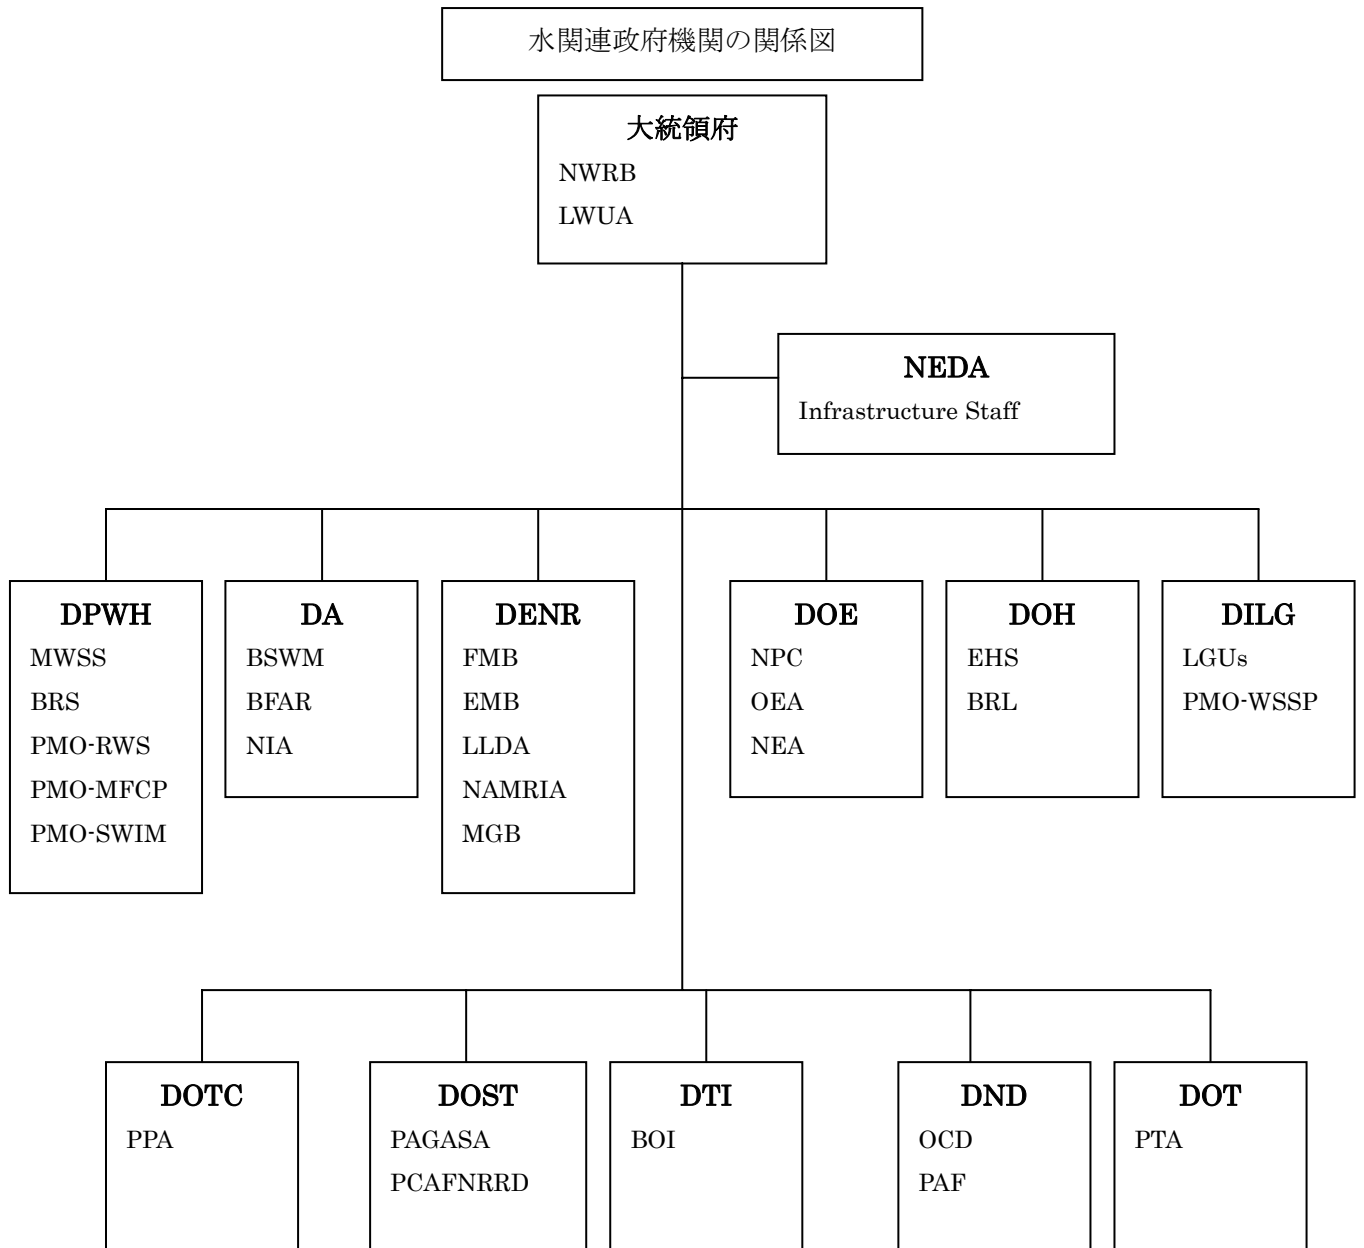 水関連政府機関の関係図
大統領府
NWRB
LWUA
NEDA
Infrastructure Staff
DPWH
MWSS
BRS
PMO-RWS
PMO-MFCP
PMO-SWIM
DA
BSWM
BFAR
NIA
DENR
FMB
EMB
LLDA
NAMRIA
MGB
DOE
NPC
OEA
NEA
DOH
EHS
BRL
DILG
LGUs
PMO-WSSP
DOTC
PPA
DOST
PAGASA
PCAFNRRD
DTI
BOI
DND
OCD
PAF
DOT
PTA